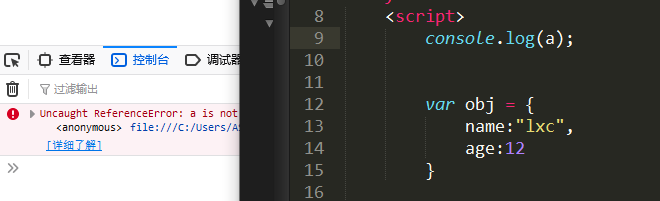 查看器 控制台 调试器
过滤输出
Uncaught ReferenceError: a is not
<anonymous> file:///C:/Users/
[详细了解]
8 <script>
9 console.log(a);
10
11
12 var obj = {
13 name:"lxc",
14 age:12
15 }
16